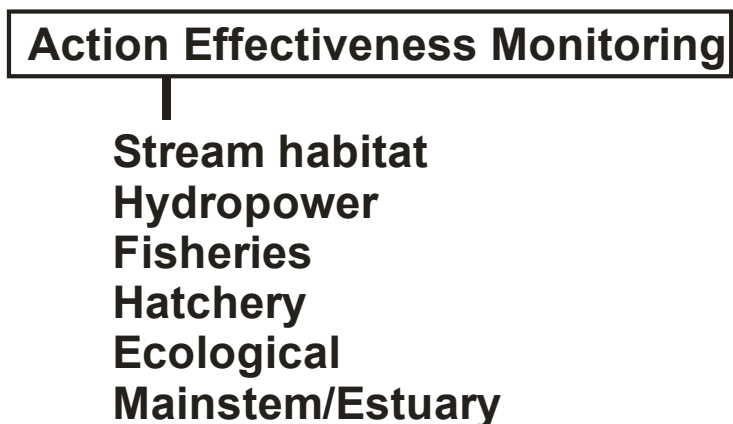 Action Effectiveness Monitoring
Stream habitat
Hydropower
Fisheries
Hatchery
Ecological
Mainstem/Estuary